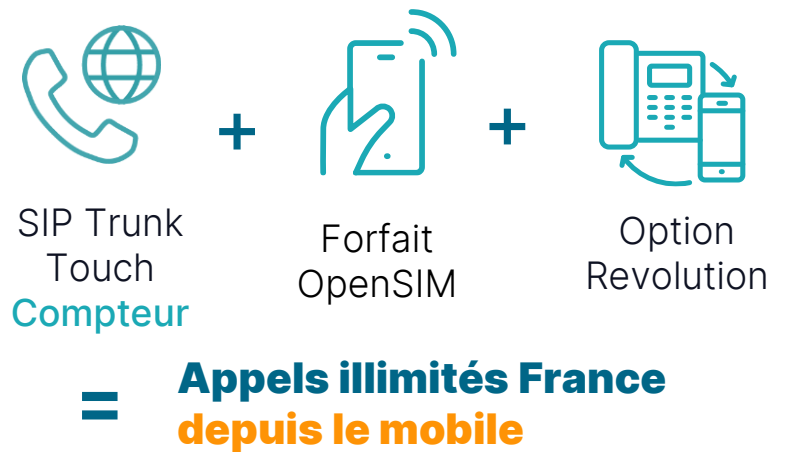 +
+
SIP Trunk
Touch
Compteur
Forfait
OpenSIM
Option
Revolution
=
Appels illimités France
depuis le mobile